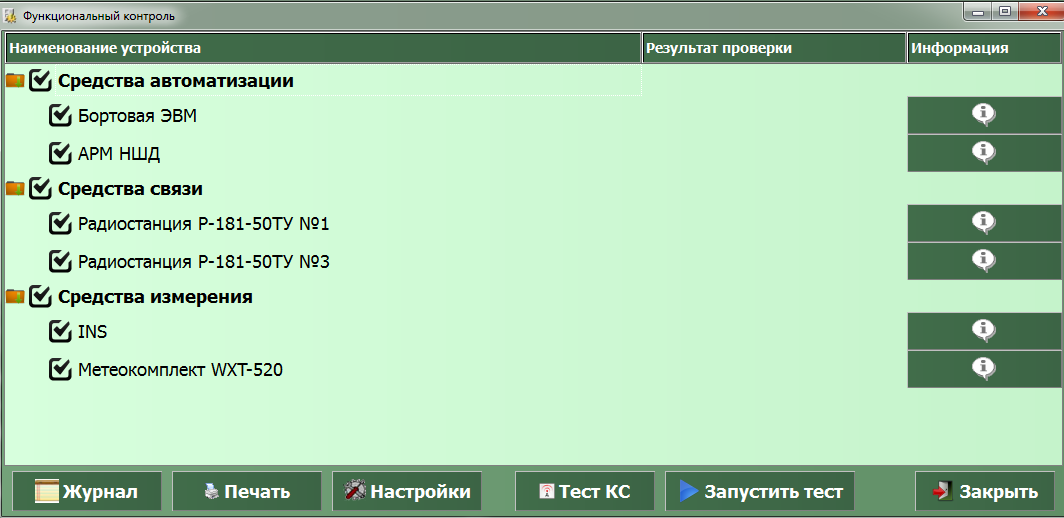 Функциональный контроль
Наименование устройства Результат проверки Информация
Средства автоматизации
Бортовая ЭВМ
АРМ НШД
Средства связи
Радиостанция Р-181-50ТУ №1
Радиостанция Р-181-50ТУ №3
Средства измерения
INS
Метеокомплект WXT-520
Журнал Печать Настройки Тест КС Запустить тест Закрыть